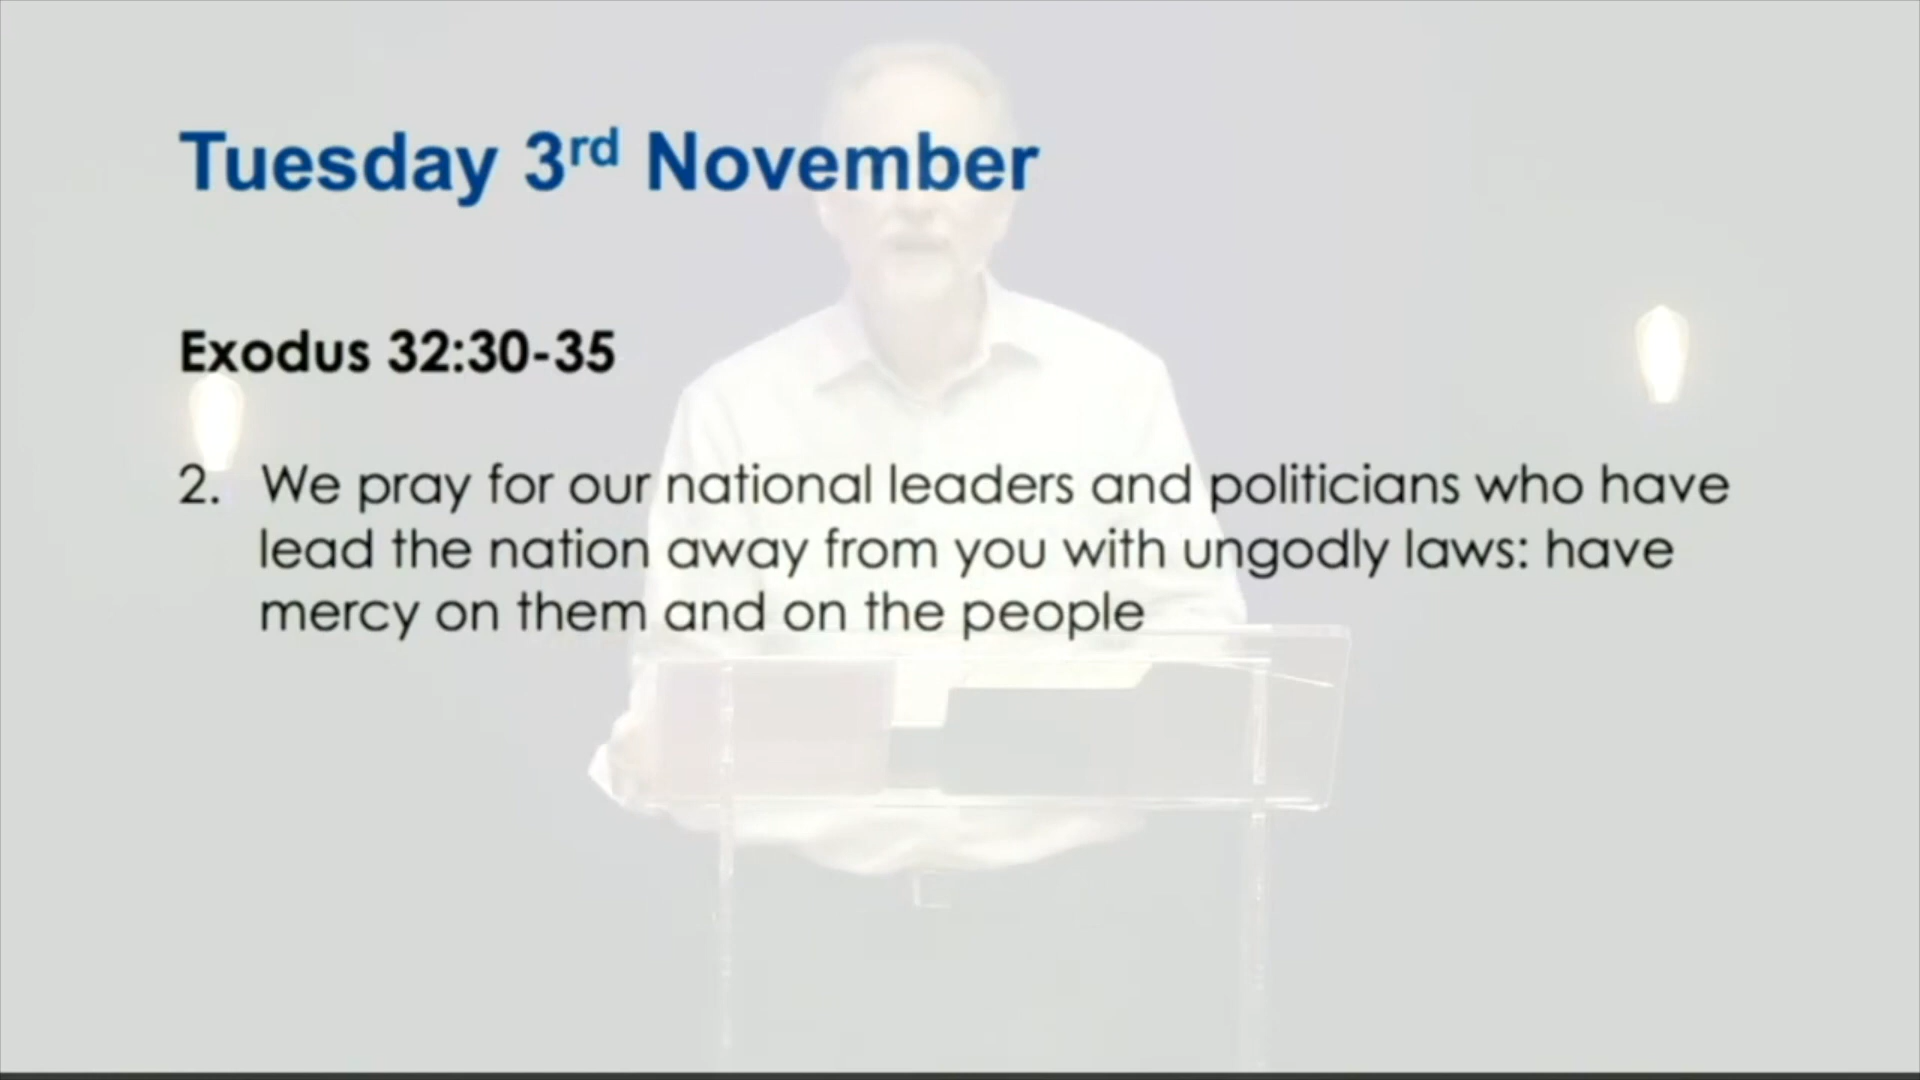 Tuesday 3rd November
Exodus 32:30-35
2. We pray for our national leaders and politicians who have
lead the nation away from you with ungodly laws: have
mercy on them and on the people